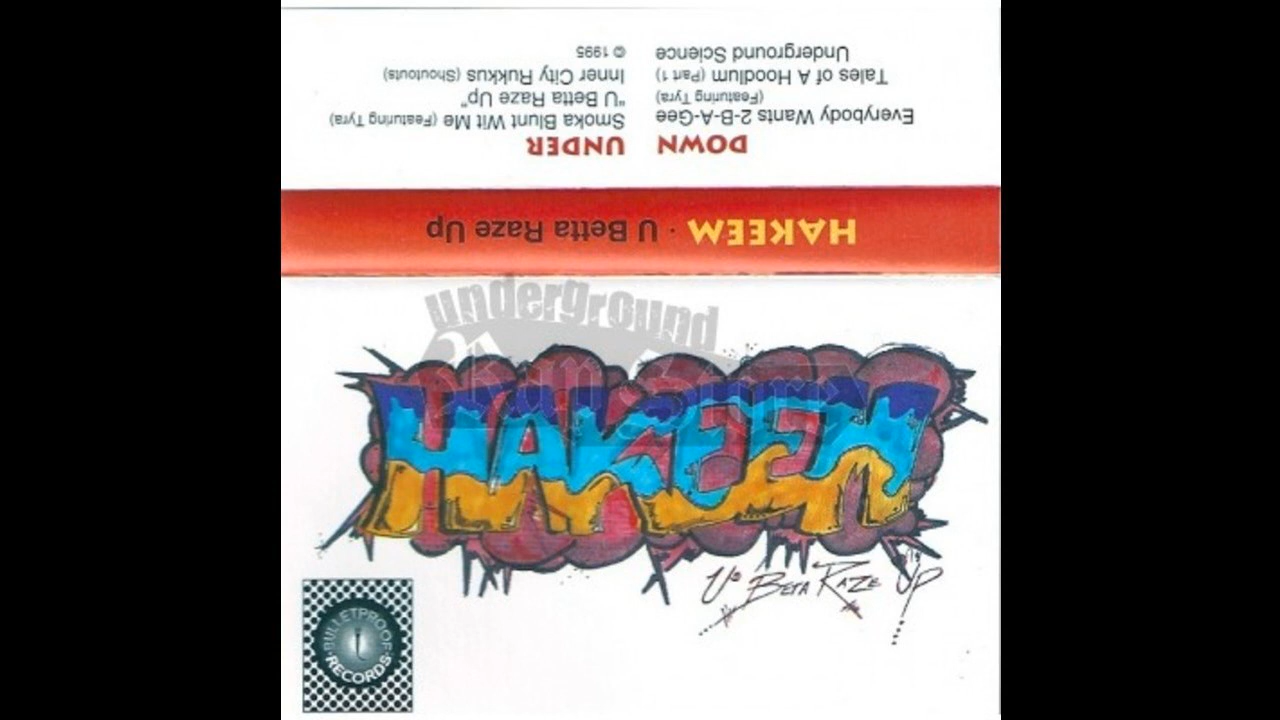 DOWN
Everybody Wants 2-B-A-Gee
(Featuring Tyra)
Tales of A Hoodlum (Part 1)
Underground Science
UNDER
Smoka Blunt Wit Me (Featuring Tyra)
"U Betta Raze Up"
Inner City Rukkus (Shoutouts)
© 1995
HAKEEM · U Betta Raze Up
underground
Rap Store
HAKEEM
U BETA RAZE UP
BULLETPROOF
RECORDS